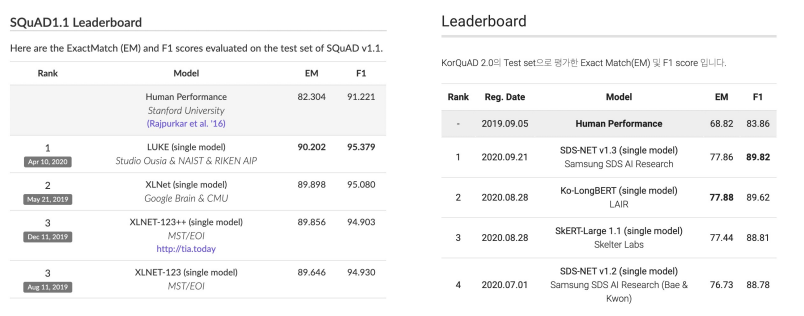 SQuAD1.1 Leaderboard
Here are the ExactMatch (EM) and F1 scores evaluated on the test set of SQuAD v1.1.
Rank Model EM F1
Human Performance 82.304 91.221
Stanford University
(Rajpurkar et al. '16)
1 LUKE (single model) 90.202 95.379
Apr 10, 2020 Studio Ousia & NAIST & RIKEN AIP
2 XLNet (single model) 89.898 95.080
May 21, 2019 Google Brain & CMU
3 XLNET-123++ (single model) 89.856 94.903
Dec 11, 2019 MST/EOI
http://tia.today
3 XLNET-123 (single model) 89.646 94.930
Aug 11, 2019 MST/EOI
Leaderboard
KorQuAD 2.0의 Test set으로 평가한 Exact Match(EM) 및 F1 score 입니다.
Rank Reg. Date Model EM F1
- 2019.09.05 Human Performance 68.82 83.86
1 2020.09.21 SDS-NET v1.3 (single model) 77.86 89.82
Samsung SDS AI Research
2 2020.08.28 Ko-LongBERT (single model) 77.88 89.62
LAIR
3 2020.08.28 SkERT-Large 1.1 (single model) 77.44 88.81
Skelter Labs
4 2020.07.01 SDS-NET v1.2 (single model) 76.73 88.78
Samsung SDS AI Research (Bae &
Kwon)